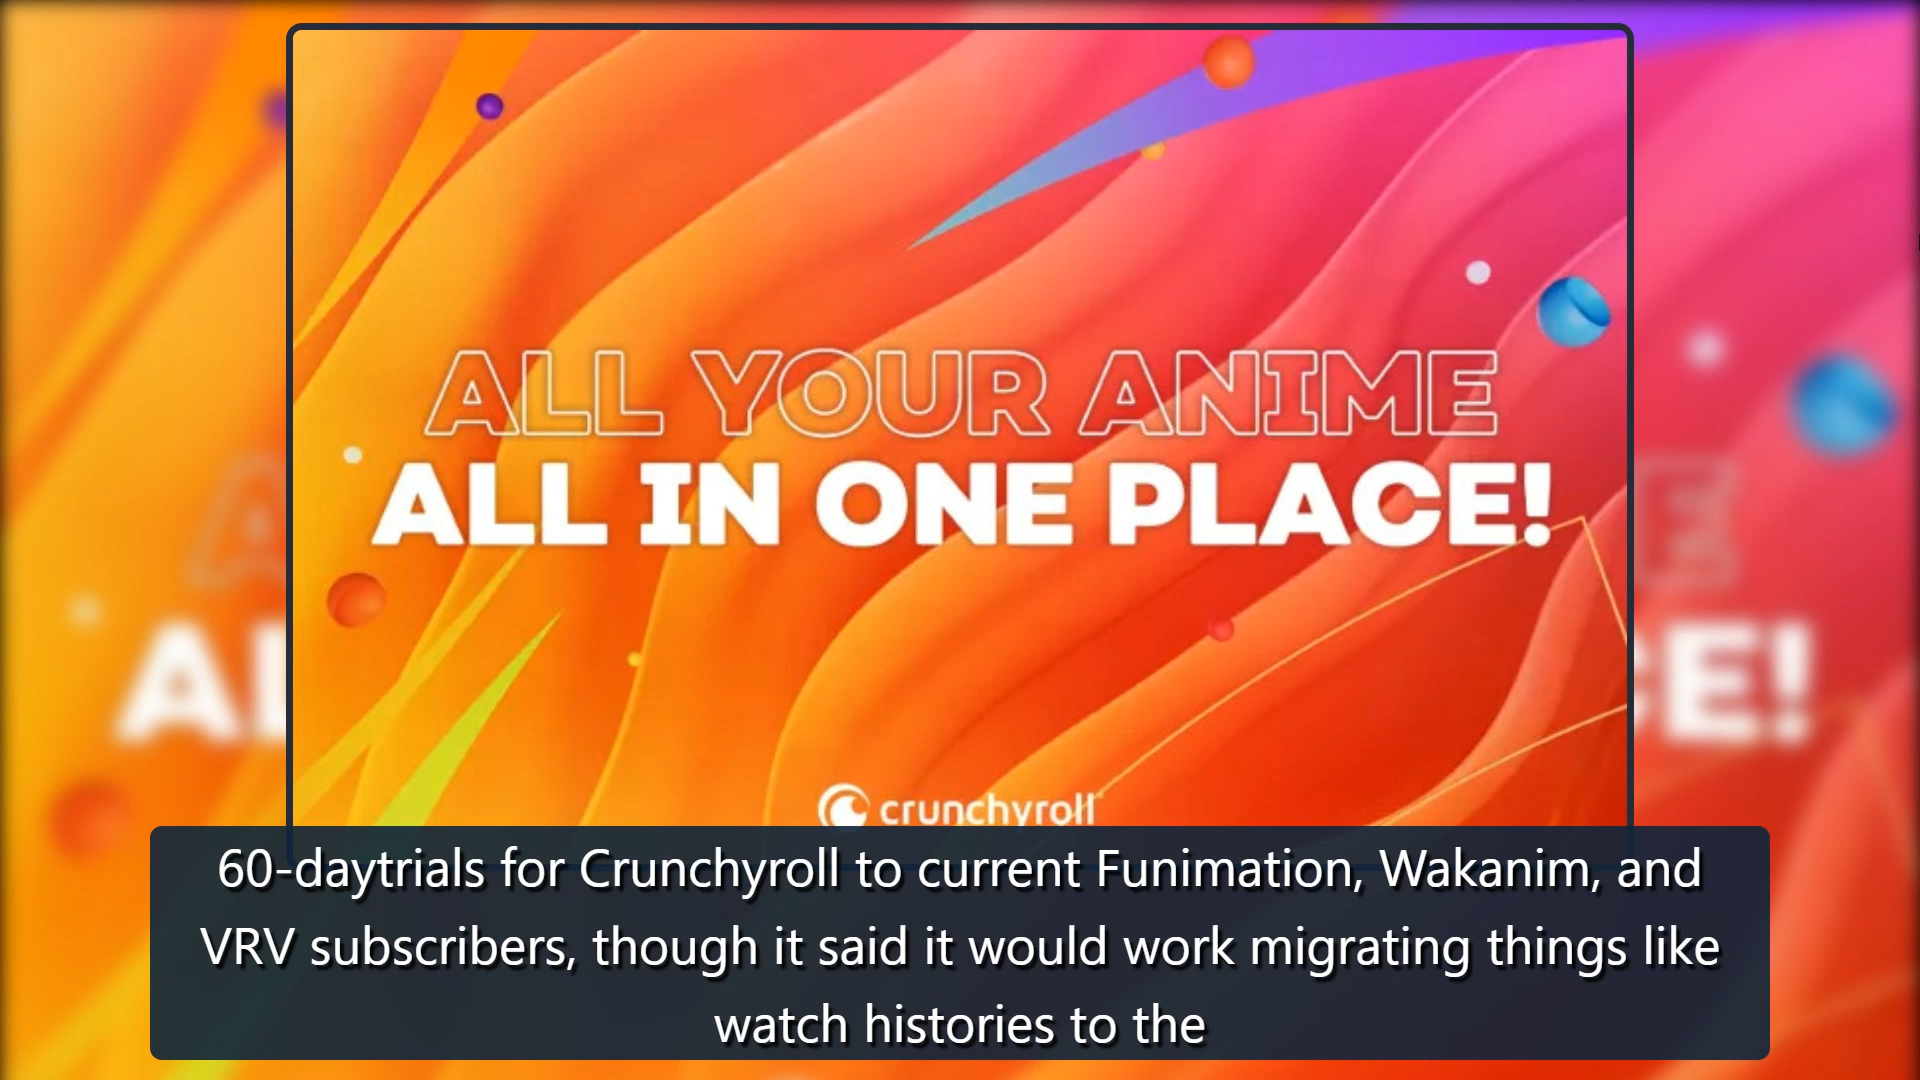 ALL YOUR ANIME
ALL IN ONE PLACE!
crunchyroll
60-daytrials for Crunchyroll to current Funimation, Wakanim, and
VRV subscribers, though it said it would work migrating things like
watch histories to the